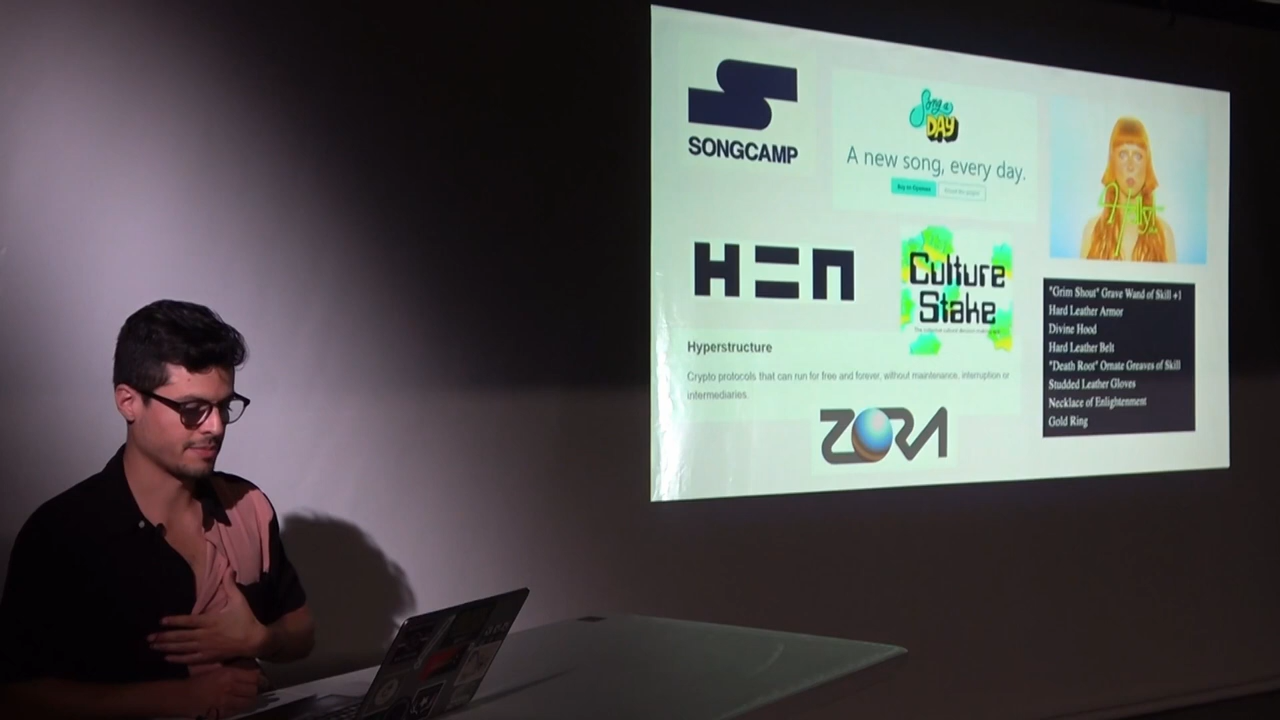 SONGCAMP
Song a
DAY
A new song, every day.
HEN
Culture
Stake
Hyperstructure
Crypto protocols that can run for free and forever, without maintenance, interruption or
intermediaries.
ZORA
"Grim Shout" Grave Wand of Skill +1
Hard Leather Armor
Divine Hood
Hard Leather Belt
"Death Root" Ornate Greaves of Skill
Studded Leather Gloves
Necklace of Enlightenment
Gold Ring